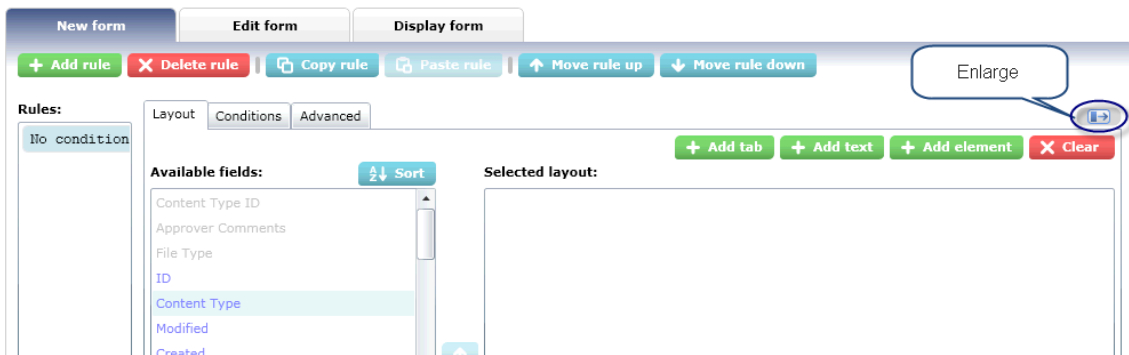 New form Edit form Display form
Add rule Delete rule Copy rule Paste rule Move rule up Move rule down
Enlarge
Rules:
Layout Conditions Advanced
No condition
Add tab Add text Add element Clear
Available fields: Sort Selected layout:
Content Type ID
Approver Comments
File Type
ID
Content Type
Modified
Created